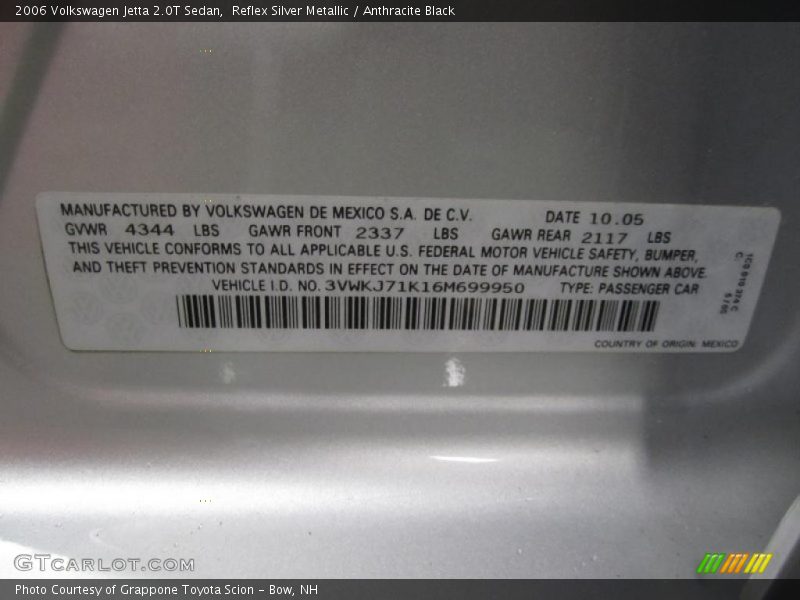 2006 Volkswagen Jetta 2.0T Sedan, Reflex Silver Metallic / Anthracite Black
MANUFACTURED BY VOLKSWAGEN DE MEXICO S.A. DE C.V. DATE 10.05
GVWR 4344 LBS GAWR FRONT 2337 LBS GAWR REAR 2117 LBS
THIS VEHICLE CONFORMS TO ALL APPLICABLE U.S. FEDERAL MOTOR VEHICLE SAFETY, BUMPER,
AND THEFT PREVENTION STANDARDS IN EFFECT ON THE DATE OF MANUFACTURE SHOWN ABOVE.
VEHICLE I.D. NO. 3VWKJ71K16M699950 TYPE: PASSENGER CAR
COUNTRY OF ORIGIN: MEXICO
GTCARLOT.COM
Photo Courtesy of Grappone Toyota Scion – Bow, NH